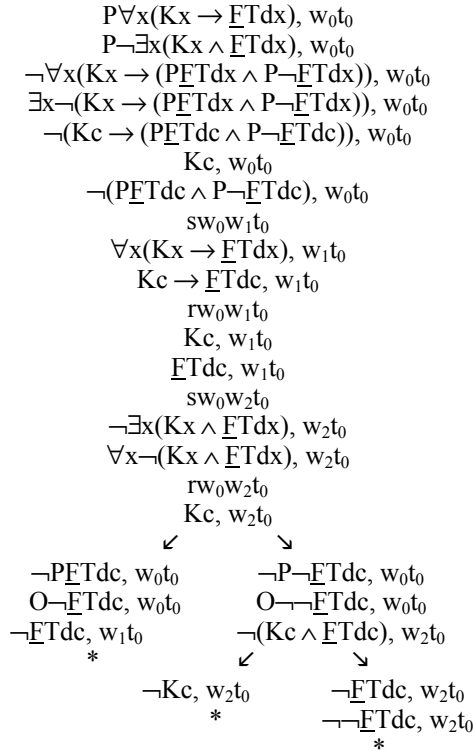 P∀x(Kx → F̲Tdx), w₀t₀
P¬∃x(Kx ∧ F̲Tdx), w₀t₀
¬∀x(Kx → (PF̲Tdx ∧ P¬F̲Tdx)), w₀t₀
∃x¬(Kx → (PF̲Tdx ∧ P¬F̲Tdx)), w₀t₀
¬(Kc → (PF̲Tdc ∧ P¬F̲Tdc)), w₀t₀
Kc, w₀t₀
¬(PF̲Tdc ∧ P¬F̲Tdc), w₀t₀
sw₀w₁t₀
∀x(Kx → F̲Tdx), w₁t₀
Kc → F̲Tdc, w₁t₀
rw₀w₁t₀
Kc, w₁t₀
F̲Tdc, w₁t₀
sw₀w₂t₀
¬∃x(Kx ∧ F̲Tdx), w₂t₀
∀x¬(Kx ∧ F̲Tdx), w₂t₀
rw₀w₂t₀
Kc, w₂t₀
↙ ↘
¬PF̲Tdc, w₀t₀ ¬P¬F̲Tdc, w₀t₀
O¬F̲Tdc, w₀t₀ O¬¬F̲Tdc, w₀t₀
¬F̲Tdc, w₁t₀ ¬(Kc ∧ F̲Tdc), w₂t₀
* ↙ ↘
¬Kc, w₂t₀ ¬F̲Tdc, w₂t₀
* ¬¬F̲Tdc, w₂t₀
*